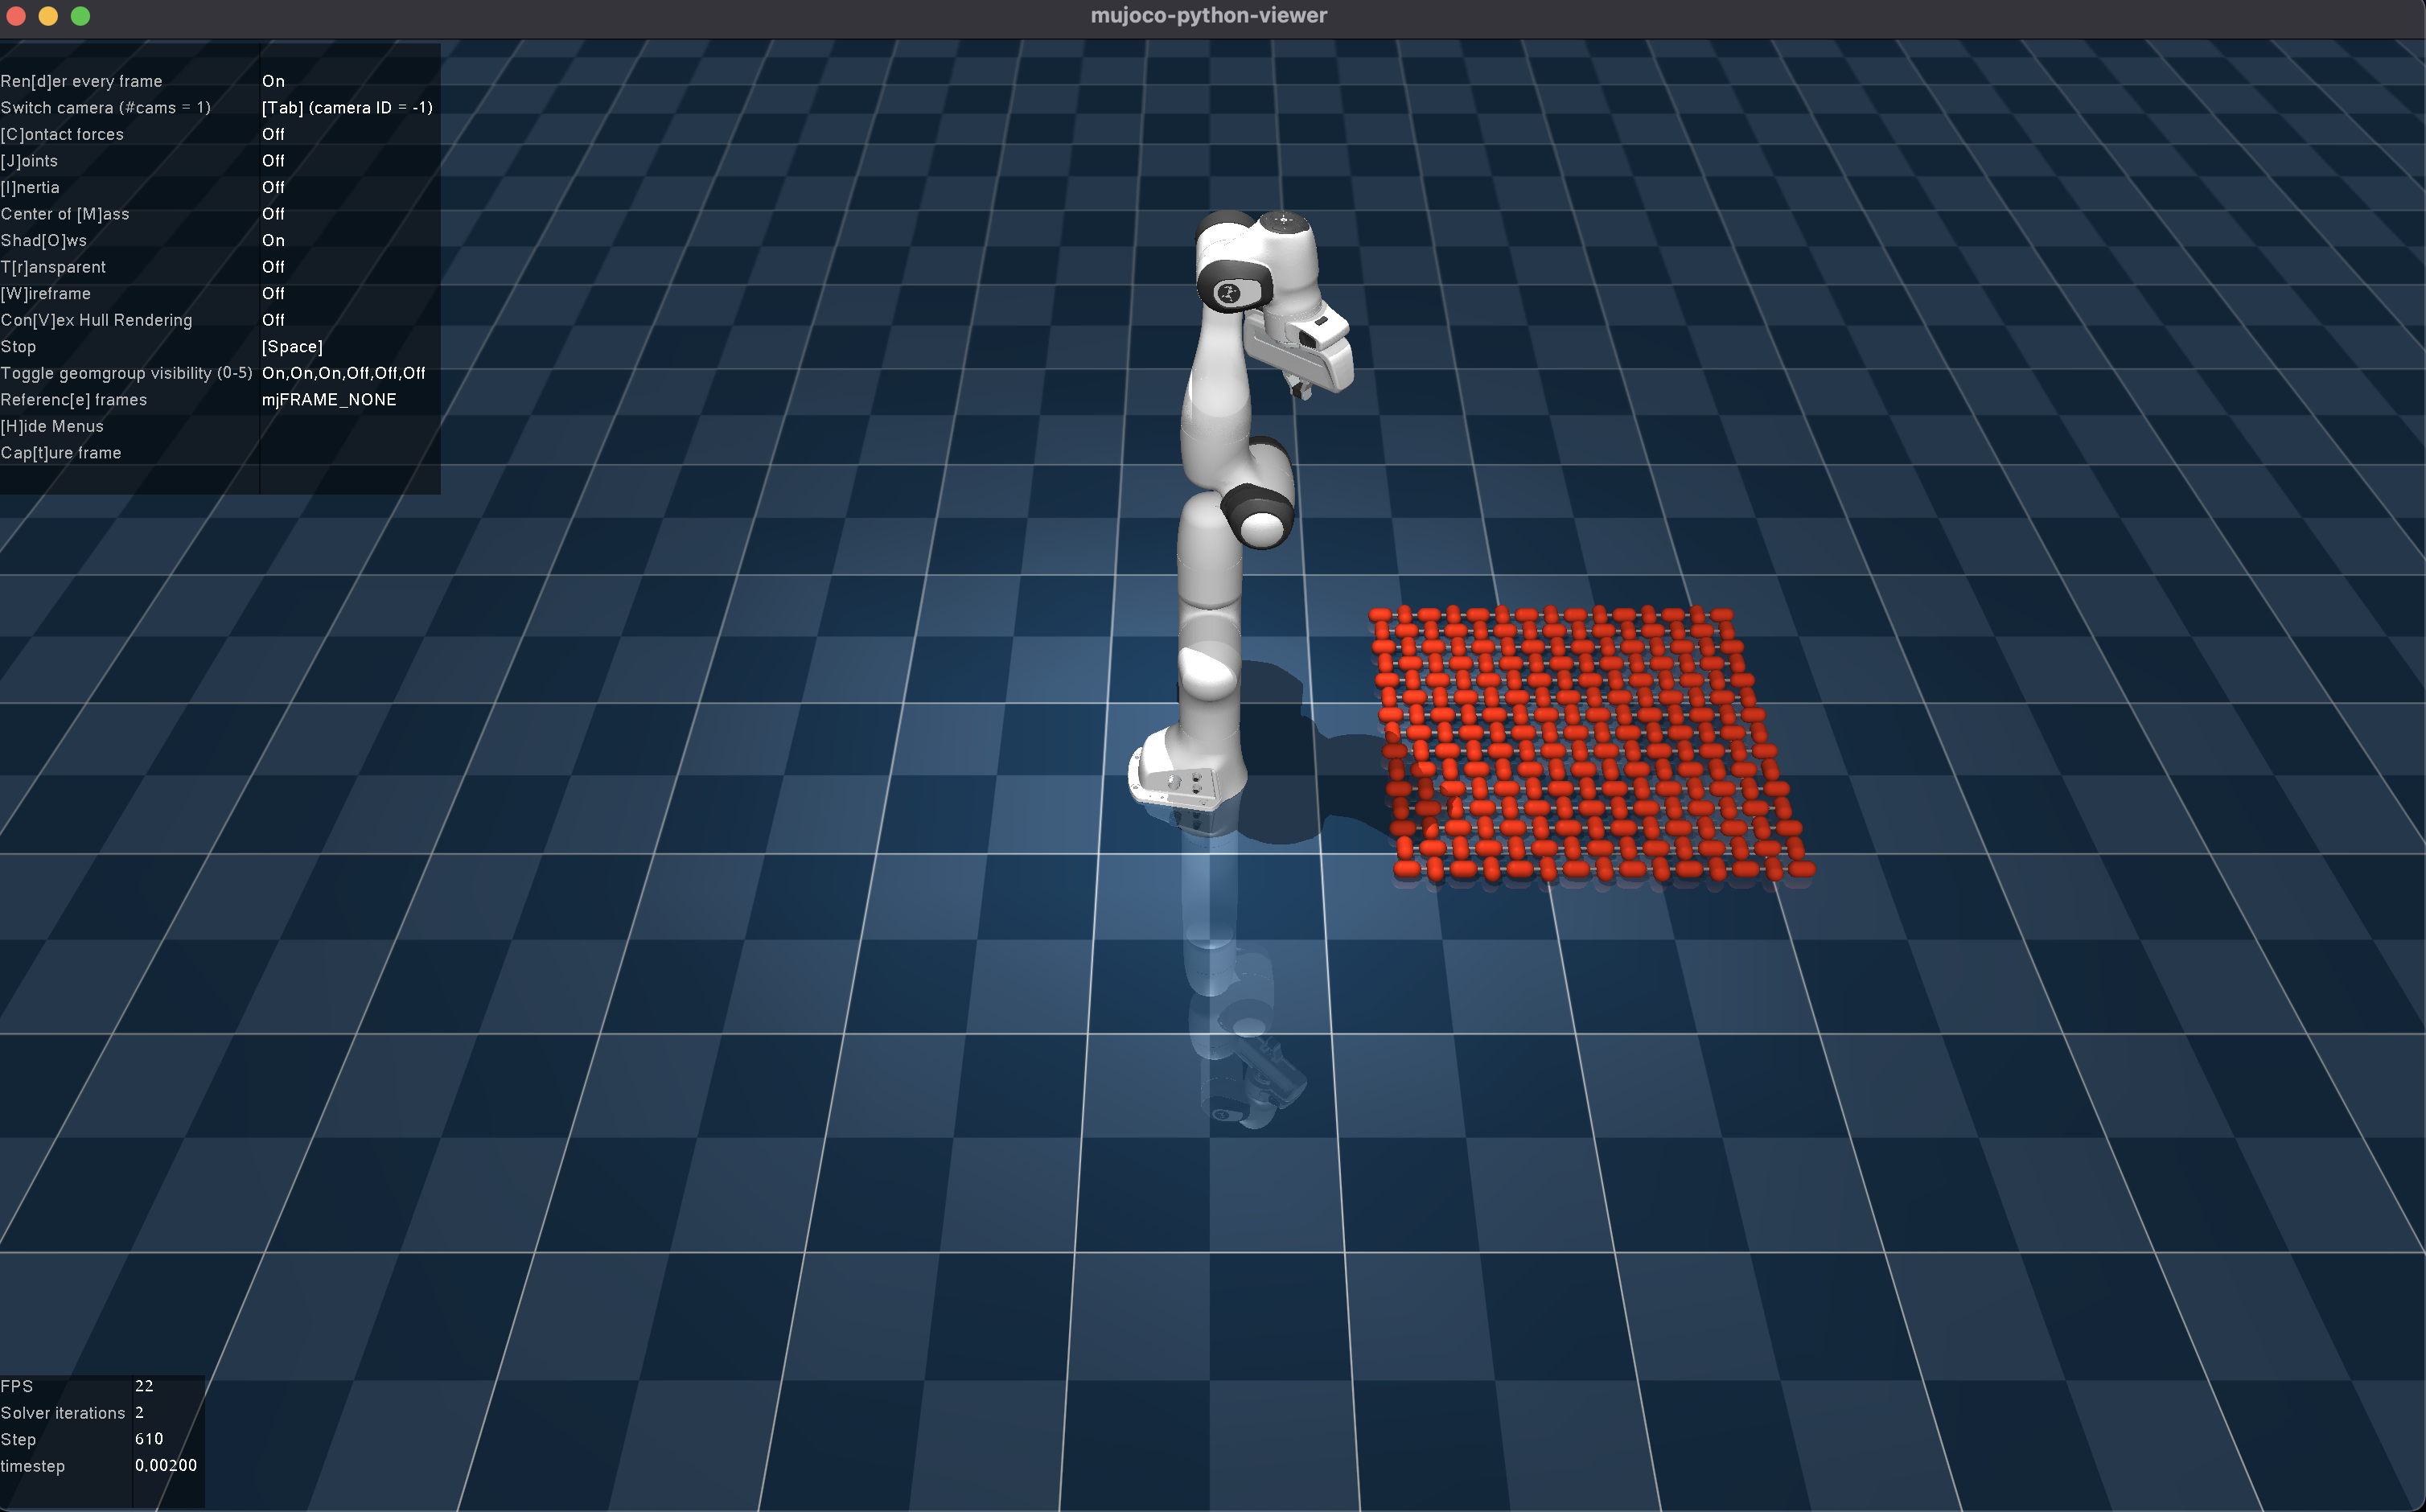 mujoco-python-viewer
Ren[d]er every frame On
Switch camera (#cams = 1) [Tab] (camera ID = -1)
[C]ontact forces Off
[J]oints Off
[I]nertia Off
Center of [M]ass Off
Shad[O]ws On
T[r]ansparent Off
[W]ireframe Off
Con[V]ex Hull Rendering Off
Stop [Space]
Toggle geomgroup visibility (0-5) On,On,On,Off,Off,Off
Referenc[e] frames mjFRAME_NONE
[H]ide Menus
Cap[t]ure frame
FPS 22
Solver iterations 2
Step 610
timestep 0.00200